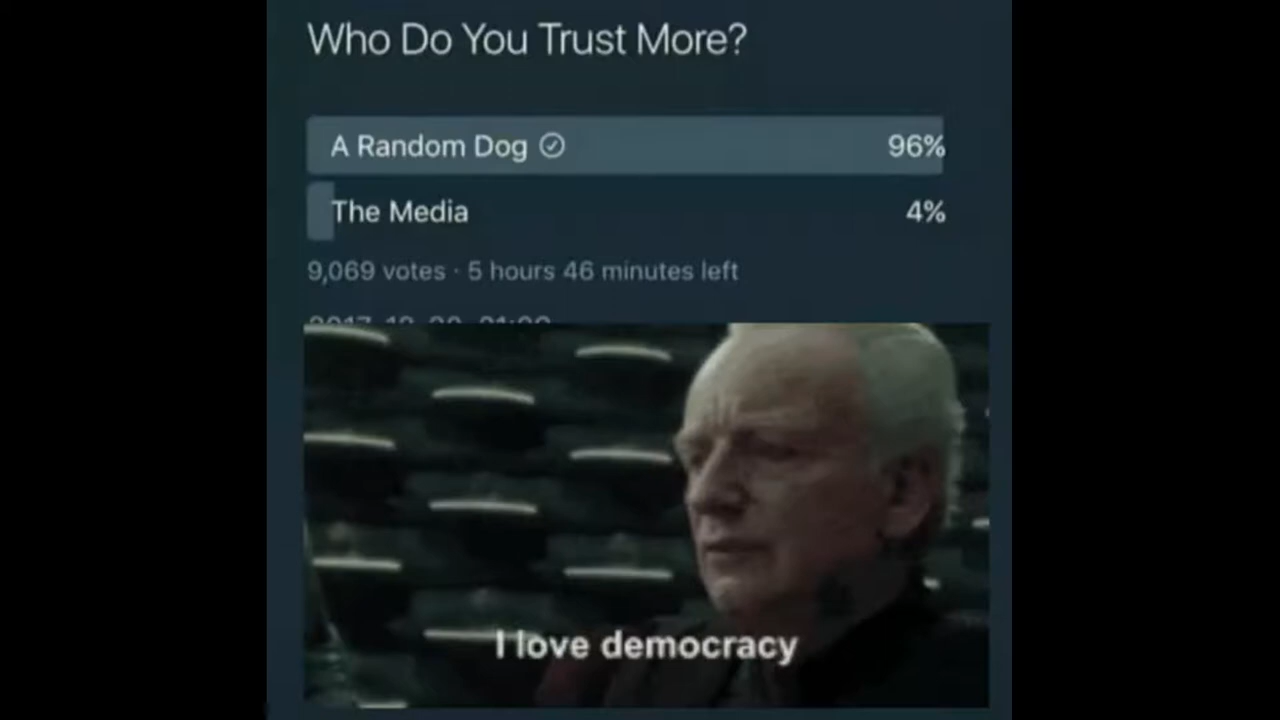 Who Do You Trust More?
A Random Dog 96%
The Media 4%
9,069 votes · 5 hours 46 minutes left
I love democracy